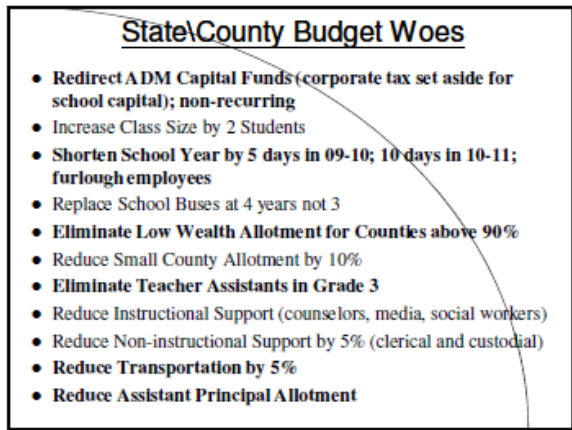 State\County Budget Woes
● Redirect ADM Capital Funds (corporate tax set aside for
school capital); non-recurring
● Increase Class Size by 2 Students
● Shorten School Year by 5 days in 09-10; 10 days in 10-11;
furlough employees
● Replace School Buses at 4 years not 3
● Eliminate Low Wealth Allotment for Counties above 90%
● Reduce Small County Allotment by 10%
● Eliminate Teacher Assistants in Grade 3
● Reduce Instructional Support (counselors, media, social workers)
● Reduce Non-instructional Support by 5% (clerical and custodial)
● Reduce Transportation by 5%
● Reduce Assistant Principal Allotment